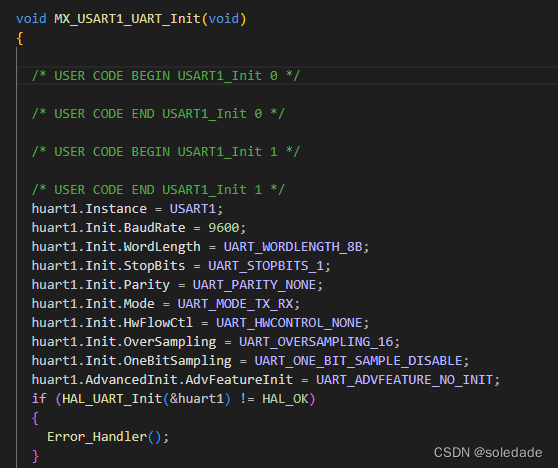 void MX_USART1_UART_Init(void)
{
/* USER CODE BEGIN USART1_Init 0 */
/* USER CODE END USART1_Init 0 */
/* USER CODE BEGIN USART1_Init 1 */
/* USER CODE END USART1_Init 1 */
huart1.Instance = USART1;
huart1.Init.BaudRate = 9600;
huart1.Init.WordLength = UART_WORDLENGTH_8B;
huart1.Init.StopBits = UART_STOPBITS_1;
huart1.Init.Parity = UART_PARITY_NONE;
huart1.Init.Mode = UART_MODE_TX_RX;
huart1.Init.HwFlowCtl = UART_HWCONTROL_NONE;
huart1.Init.OverSampling = UART_OVERSAMPLING_16;
huart1.Init.OneBitSampling = UART_ONE_BIT_SAMPLE_DISABLE;
huart1.AdvancedInit.AdvFeatureInit = UART_ADVFEATURE_NO_INIT;
if (HAL_UART_Init(&huart1) != HAL_OK)
{
Error_Handler();
}
CSDN @soledade